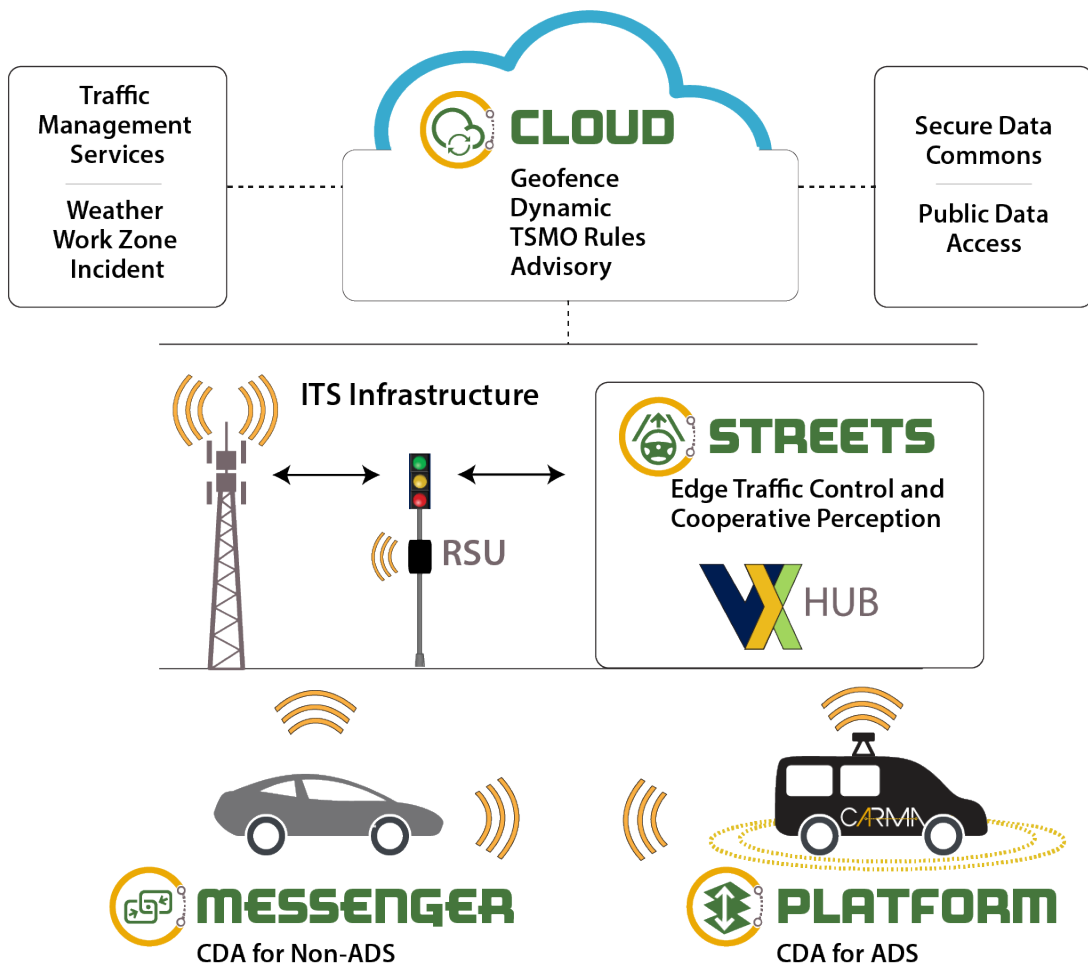 Traffic
Management
Services
Weather
Work Zone
Incident
CLOUD
Geofence
Dynamic
TSMO Rules
Advisory
Secure Data
Commons
Public Data
Access
ITS Infrastructure
RSU
STREETS
Edge Traffic Control and
Cooperative Perception
VX HUB
CARMA
MESSENGER
CDA for Non-ADS
PLATFORM
CDA for ADS